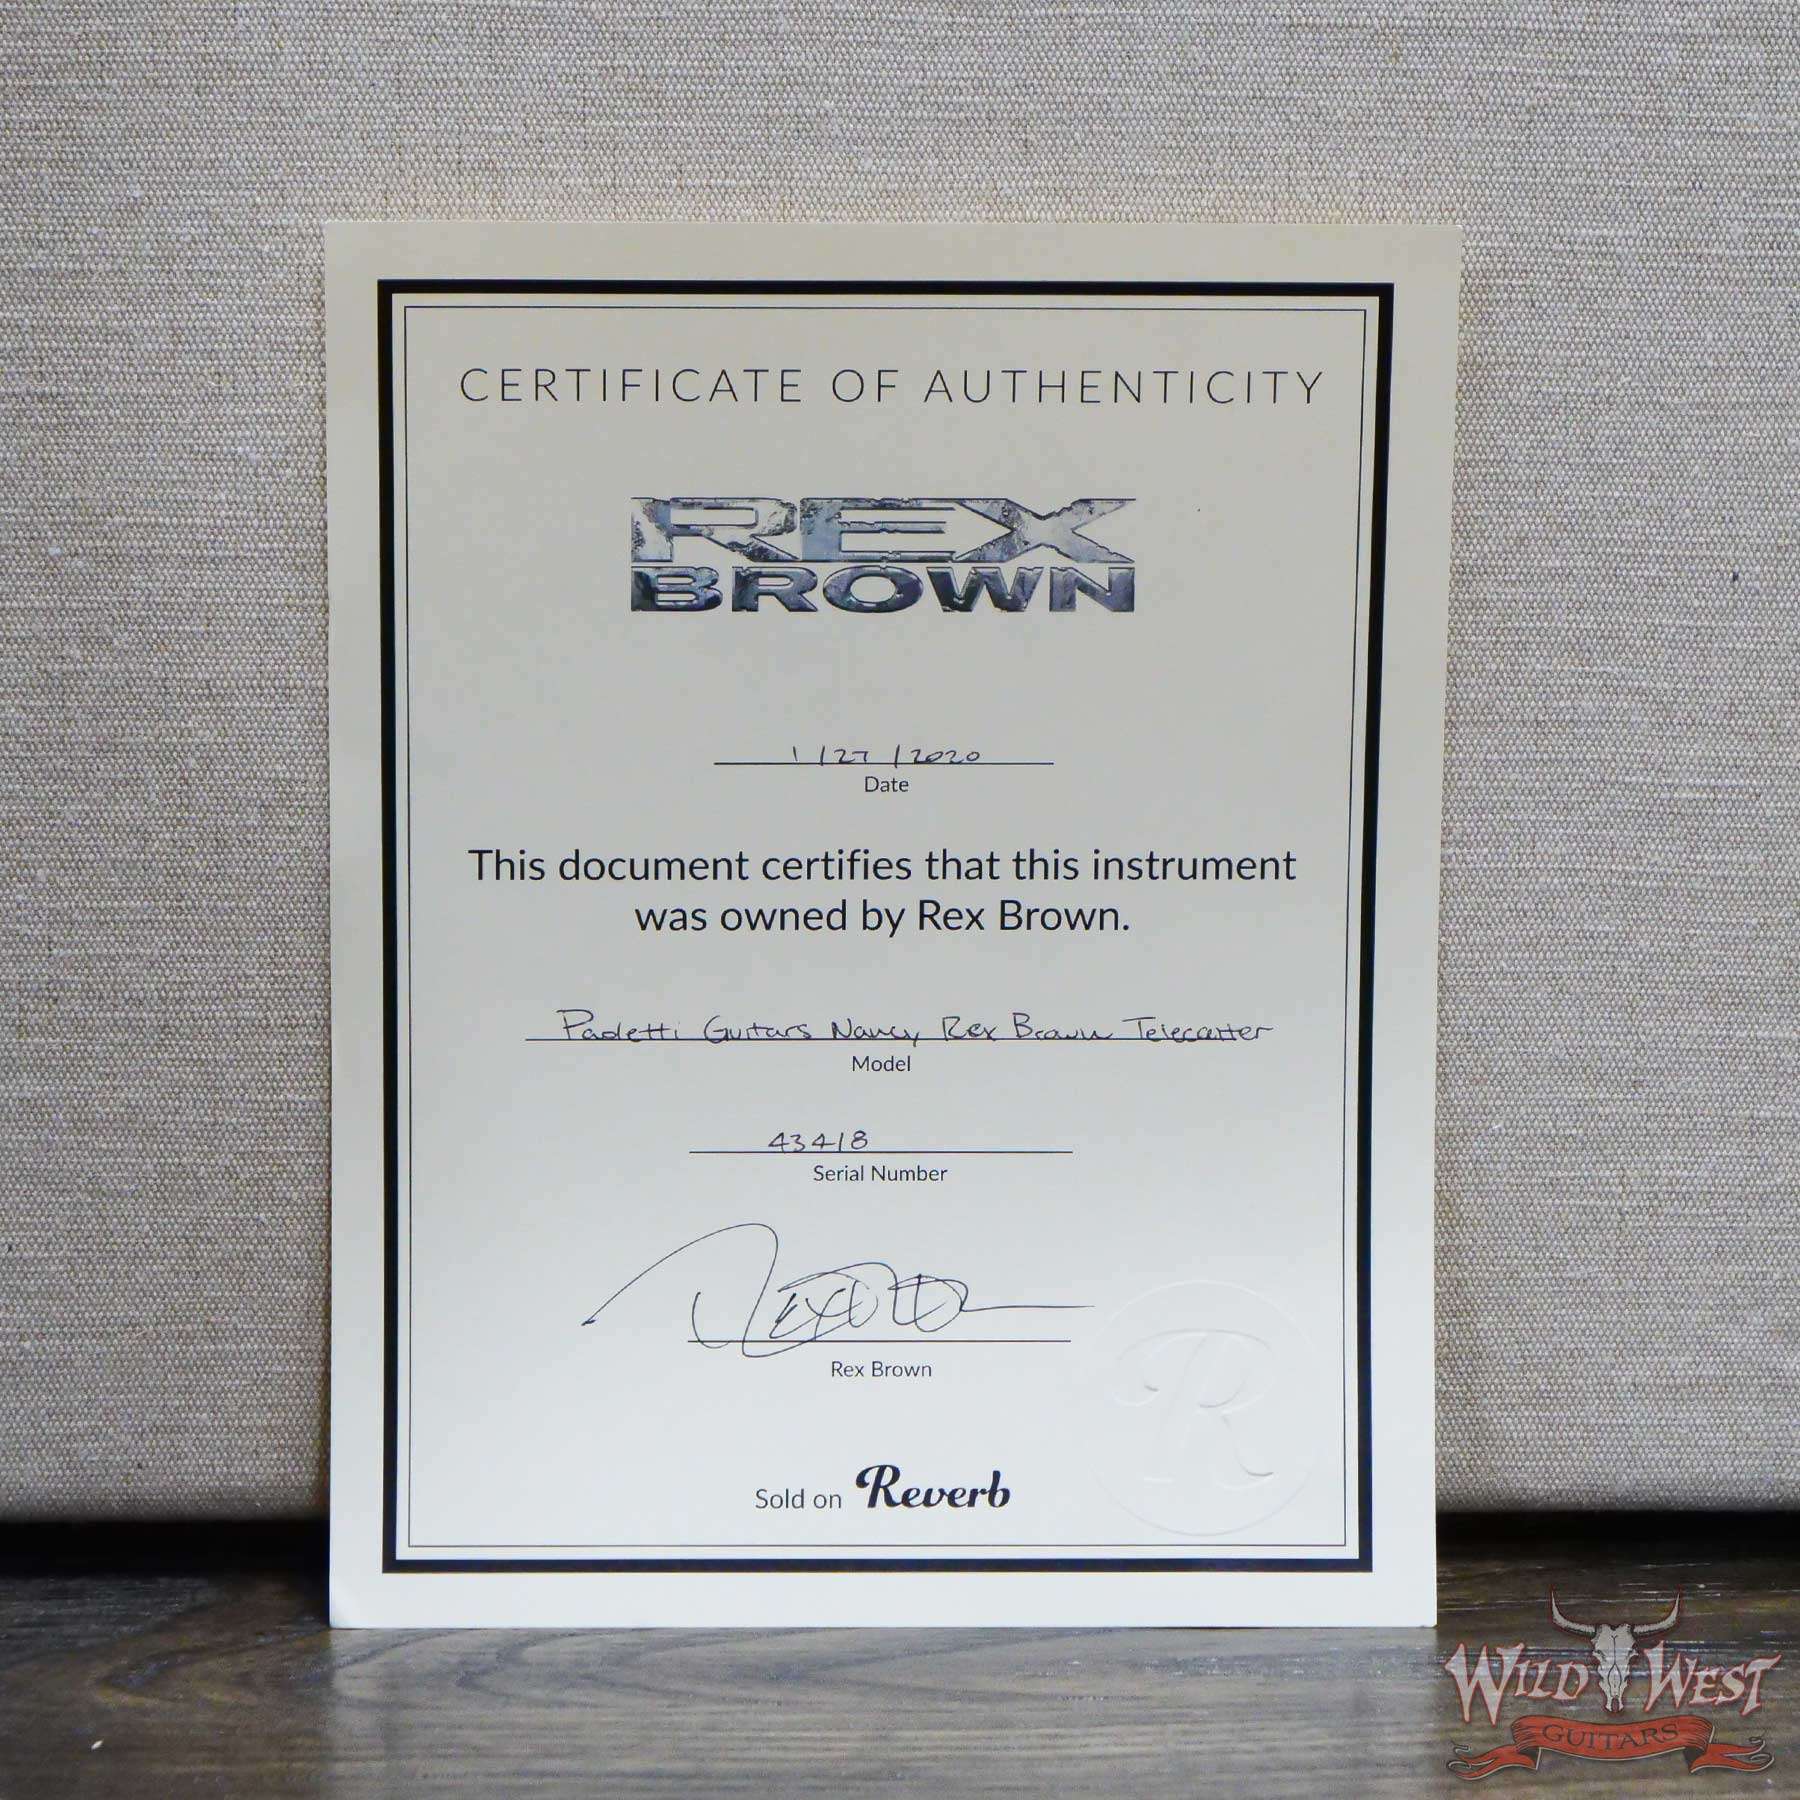 CERTIFICATE OF AUTHENTICITY
REX
BROWN
1/27/2020
Date
This document certifies that this instrument
was owned by Rex Brown.
Paoletti Guitars Nancy Rex Brown Telecaster
Model
43418
Serial Number
Rex Brown
Sold on Reverb
R
WILD WEST
GUITARS